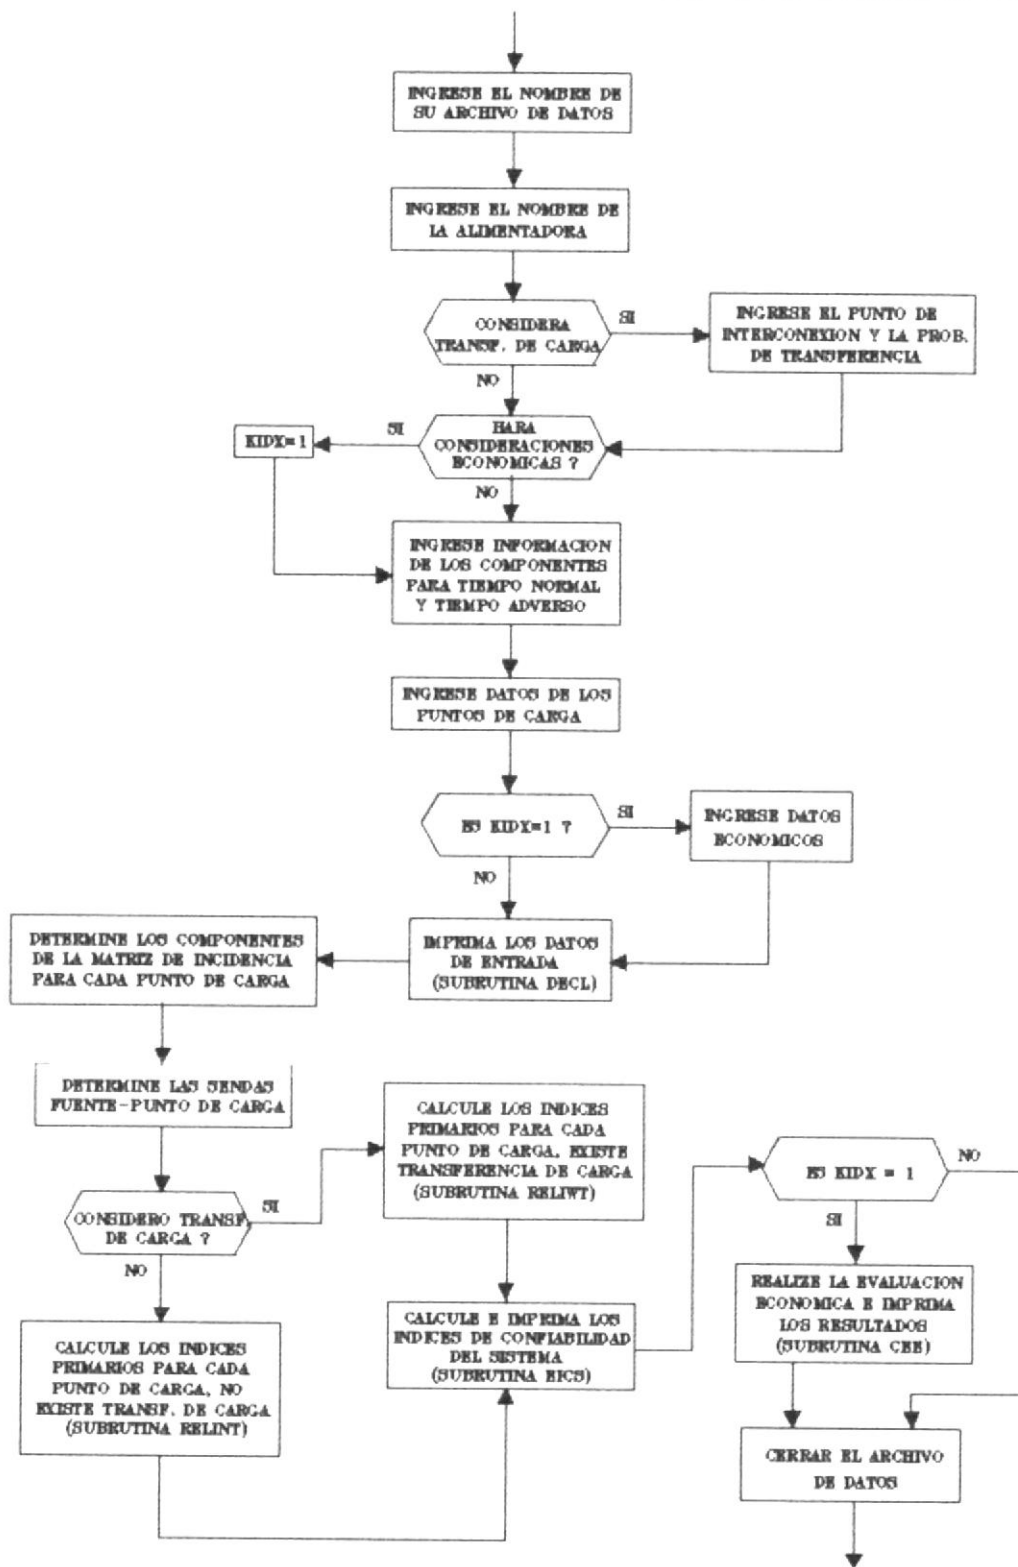 INGRESE EL NOMBRE DE
SU ARCHIVO DE DATOS
INGRESE EL NOMBRE DE
LA ALIMENTADORA
CONSIDERA
TRANSF. DE CARGA
SI
INGRESE EL PUNTO DE
INTERCONEXION Y LA PROB.
DE TRANSFERENCIA
NO
HARA
CONSIDERACIONES
ECONOMICAS ?
SI
KIDX=1
NO
INGRESE INFORMACION
DE LOS COMPONENTES
PARA TIEMPO NORMAL
Y TIEMPO ADVERSO
INGRESE DATOS DE LOS
PUNTOS DE CARGA
ES KIDX=1 ?
SI
INGRESE DATOS
ECONOMICOS
NO
IMPRIMA LOS DATOS
DE ENTRADA
(SUBRUTINA DECL)
DETERMINE LOS COMPONENTES
DE LA MATRIZ DE INCIDENCIA
PARA CADA PUNTO DE CARGA
DETERMINE LAS SENDAS
FUENTE-PUNTO DE CARGA
CONSIDERO TRANSF.
DE CARGA ?
SI
NO
CALCULE LOS INDICES
PRIMARIOS PARA CADA
PUNTO DE CARGA, EXISTE
TRANSFERENCIA DE CARGA
(SUBRUTINA RELIWT)
CALCULE LOS INDICES
PRIMARIOS PARA CADA
PUNTO DE CARGA, NO
EXISTE TRANSF. DE CARGA
(SUBRUTINA RELINT)
CALCULE E IMPRIMA LOS
INDICES DE CONFIABILIDAD
DEL SISTEMA
(SUBRUTINA EICS)
ES KIDX = 1
NO
SI
REALIZE LA EVALUACION
ECONOMICA E IMPRIMA
LOS RESULTADOS
(SUBRUTINA CEE)
CERRAR EL ARCHIVO
DE DATOS